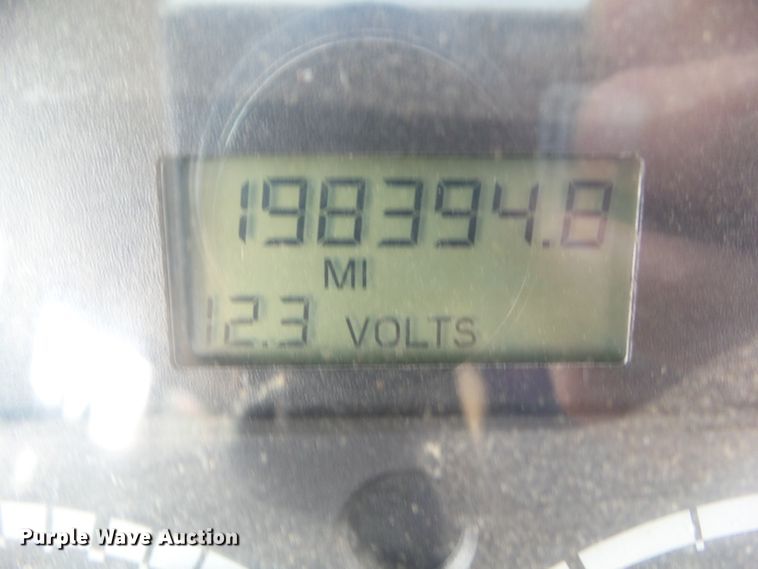 198394.8
MI
12.3 VOLTS
Purple Wave Auction